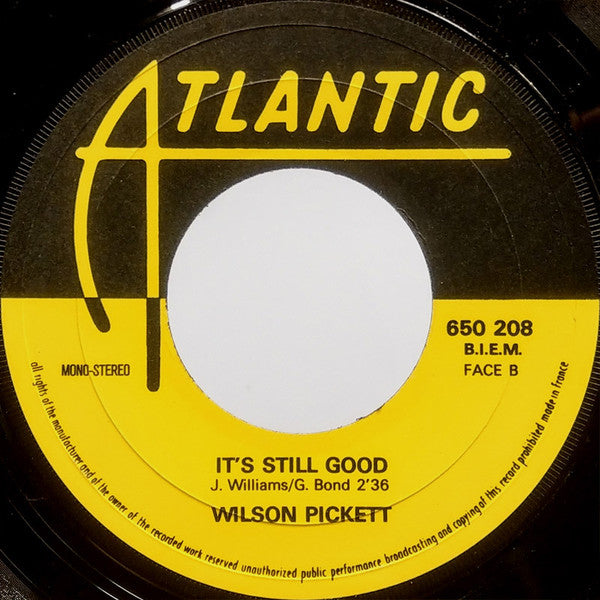 ATLANTIC
650 208
B.I.E.M.
MONO-STEREO
FACE B
IT'S STILL GOOD
J. Williams/G. Bond 2'36
WILSON PICKETT
all rights of the manufacturer and of the owner of the recorded work reserved unauthorized public performance broadcasting and copying of this record prohibited made in france